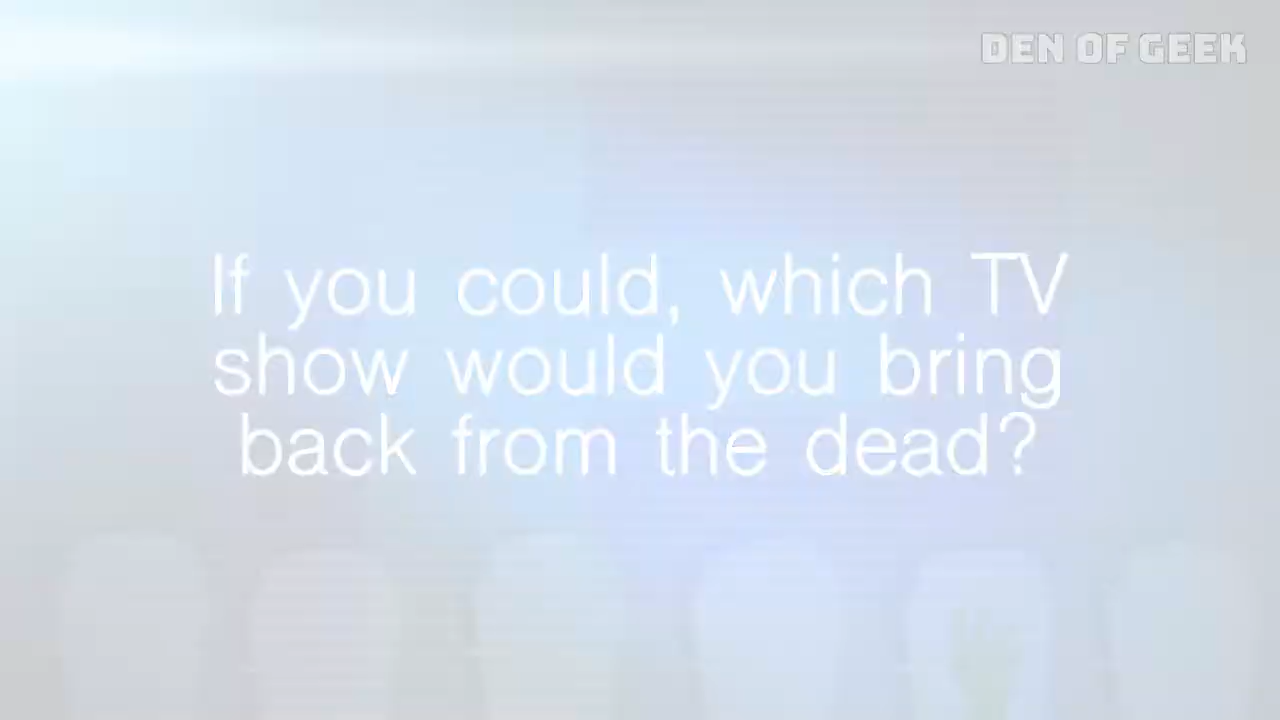 DEN OF GEEK
If you could, which TV
show would you bring
back from the dead?